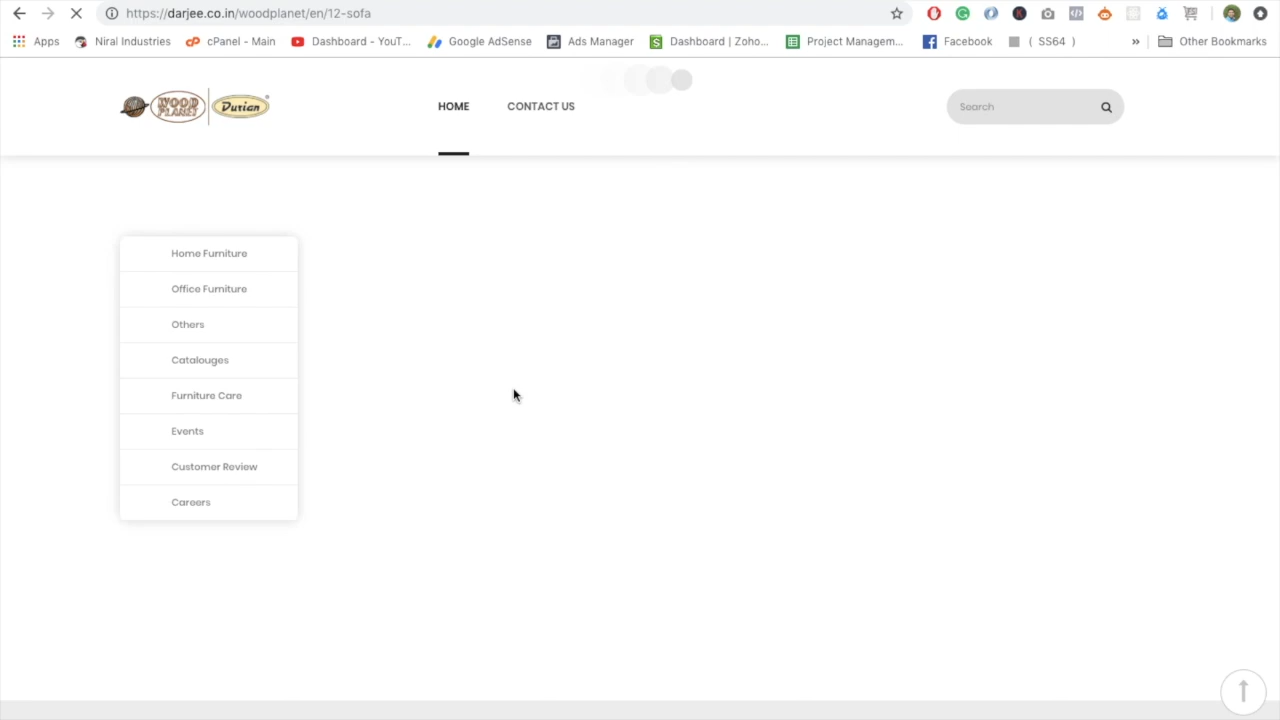 https://darjee.co.in/woodplanet/en/12-sofa
Apps Niral Industries cPanel - Main Dashboard - YouT... Google AdSense Ads Manager Dashboard | Zoho... Project Managem... Facebook ( SS64 ) » Other Bookmarks
WOOD PLANET Durian HOME CONTACT US Search
Home Furniture
Office Furniture
Others
Catalouges
Furniture Care
Events
Customer Review
Careers